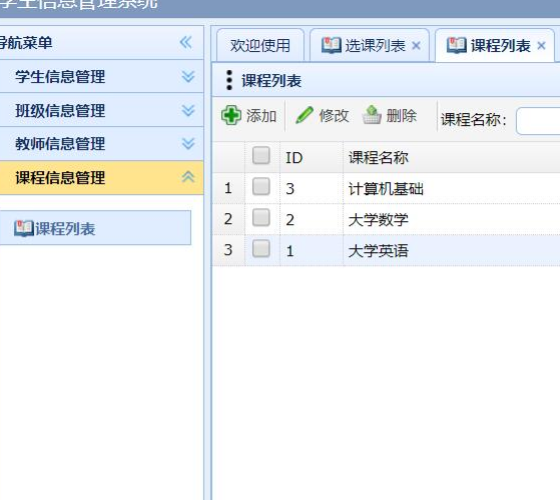 学生信息管理系统
导航菜单
学生信息管理
班级信息管理
教师信息管理
课程信息管理
课程列表
欢迎使用 选课列表 课程列表
课程列表
添加 修改 删除 课程名称：
ID 课程名称
1 3 计算机基础
2 2 大学数学
3 1 大学英语